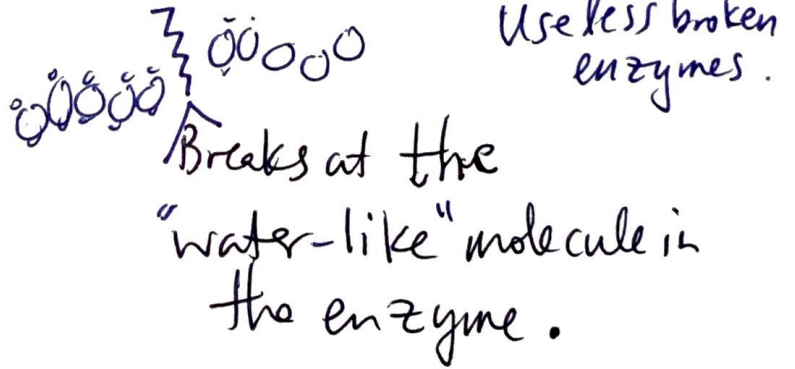 Useless broken
enzymes.
Breaks at the
"water-like" molecule in
the enzyme.